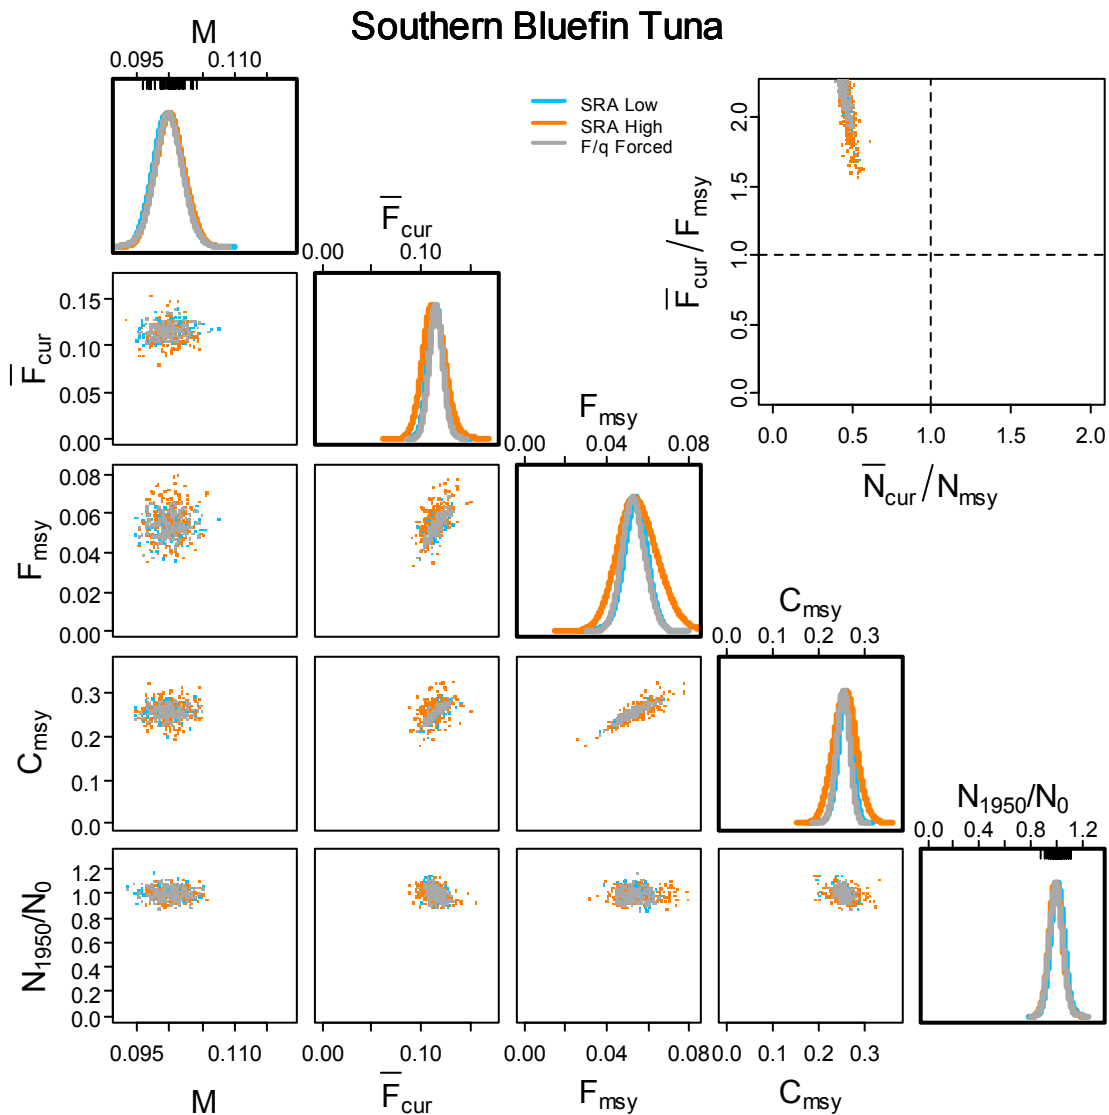 Southern Bluefin Tuna
M
0.095 0.110
SRA Low
SRA High
F/q Forced
F̅cur / Fmsy
0.0 0.5 1.0 1.5 2.0
0.0 0.5 1.0 1.5 2.0
N̅cur / Nmsy
F̅cur
0.00 0.10
F̅cur
0.00 0.05 0.10 0.15
Fmsy
0.00 0.04 0.08
Fmsy
0.00 0.02 0.04 0.06 0.08
Cmsy
0.0 0.1 0.2 0.3
Cmsy
0.0 0.1 0.2 0.3
N1950/N0
0.0 0.4 0.8 1.2
N1950/N0
0.0 0.2 0.4 0.6 0.8 1.0 1.2
0.095 0.110 0.00 0.10 0.00 0.04 0.08 0.0 0.1 0.2 0.3
M F̅cur Fmsy Cmsy